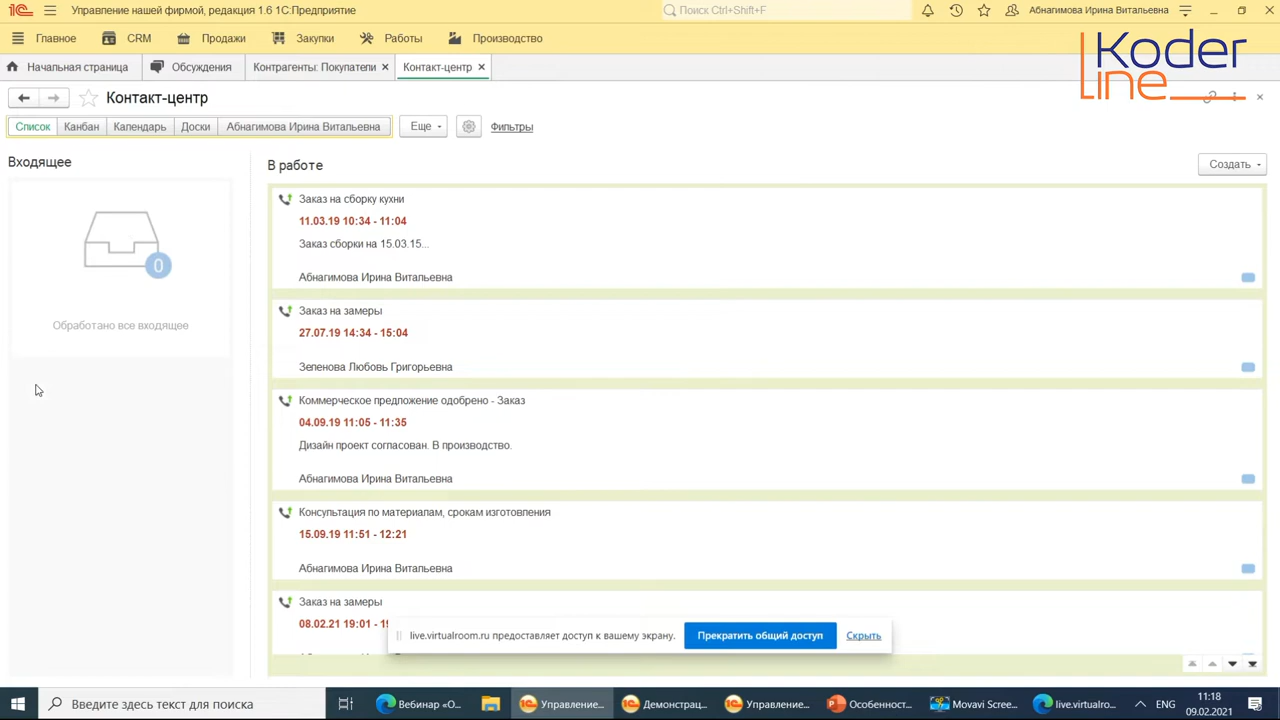 Управление нашей фирмой, редакция 1.6 1С:Предприятие
Поиск Ctrl+Shift+F
Абнагимова Ирина Витальевна
Главное
CRM
Продажи
Закупки
Работы
Производство
Koder
line
Начальная страница
Обсуждения
Контрагенты: Покупатели
Контакт-центр
Контакт-центр
Список
Канбан
Календарь
Доски
Абнагимова Ирина Витальевна
Еще
Фильтры
Входящее
0
Обработано все входящее
В работе
Создать
Заказ на сборку кухни
11.03.19 10:34 - 11:04
Заказ сборки на 15.03.15...
Абнагимова Ирина Витальевна
Заказ на замеры
27.07.19 14:34 - 15:04
Зеленова Любовь Григорьевна
Коммерческое предложение одобрено - Заказ
04.09.19 11:05 - 11:35
Дизайн проект согласован. В производство.
Абнагимова Ирина Витальевна
Консультация по материалам, срокам изготовления
15.09.19 11:51 - 12:21
Абнагимова Ирина Витальевна
Заказ на замеры
08.02.21 19:01 -
live.virtualroom.ru предоставляет доступ к вашему экрану.
Прекратить общий доступ
Скрыть
Введите здесь текст для поиска
Вебинар «О...
Управление...
Демонстрац...
Управление...
Особенност...
Movavi Scree...
live.virtualro...
ENG
11:18
09.02.2021